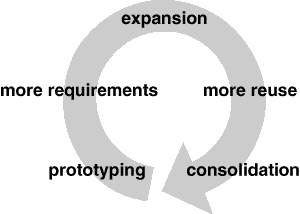 expansion
more requirements
more reuse
prototyping
consolidation